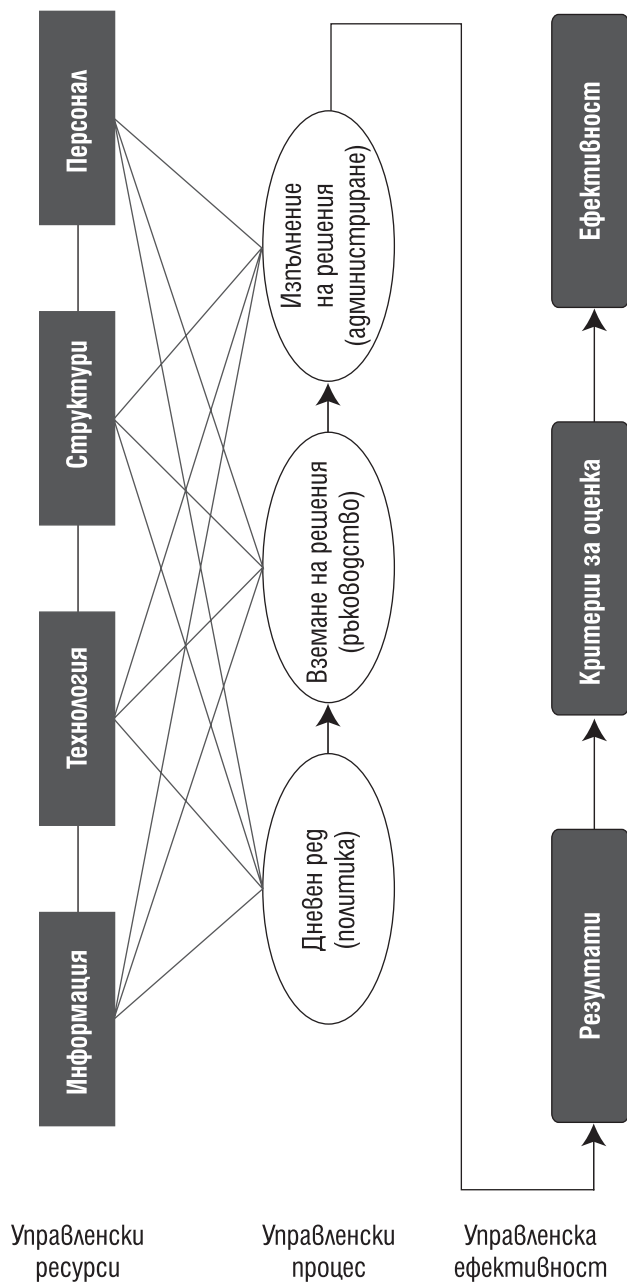 Управленски
ресурси
Информация
Технология
Структури
Персонал
Управленски
процес
Дневен ред
(политика)
Вземане на решения
(ръководство)
Изпълнение
на решения
(администриране)
Управленска
ефективност
Резултати
Критерии за оценка
Ефективност